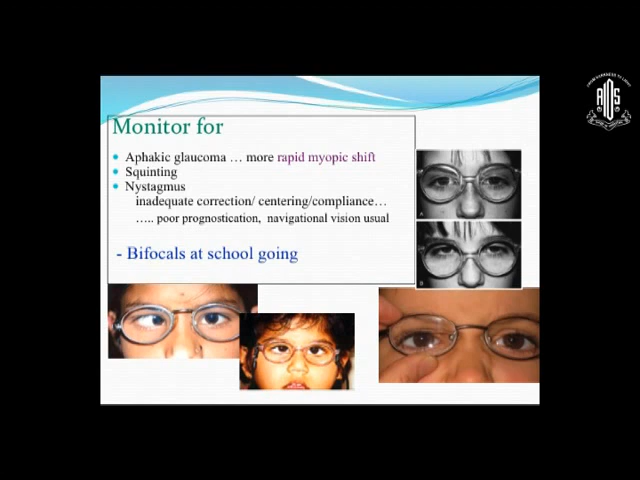 Monitor for
Aphakic glaucoma … more rapid myopic shift
Squinting
Nystagmus
inadequate correction/ centering/compliance…
….. poor prognostication, navigational vision usual
- Bifocals at school going
A
B
AIOS